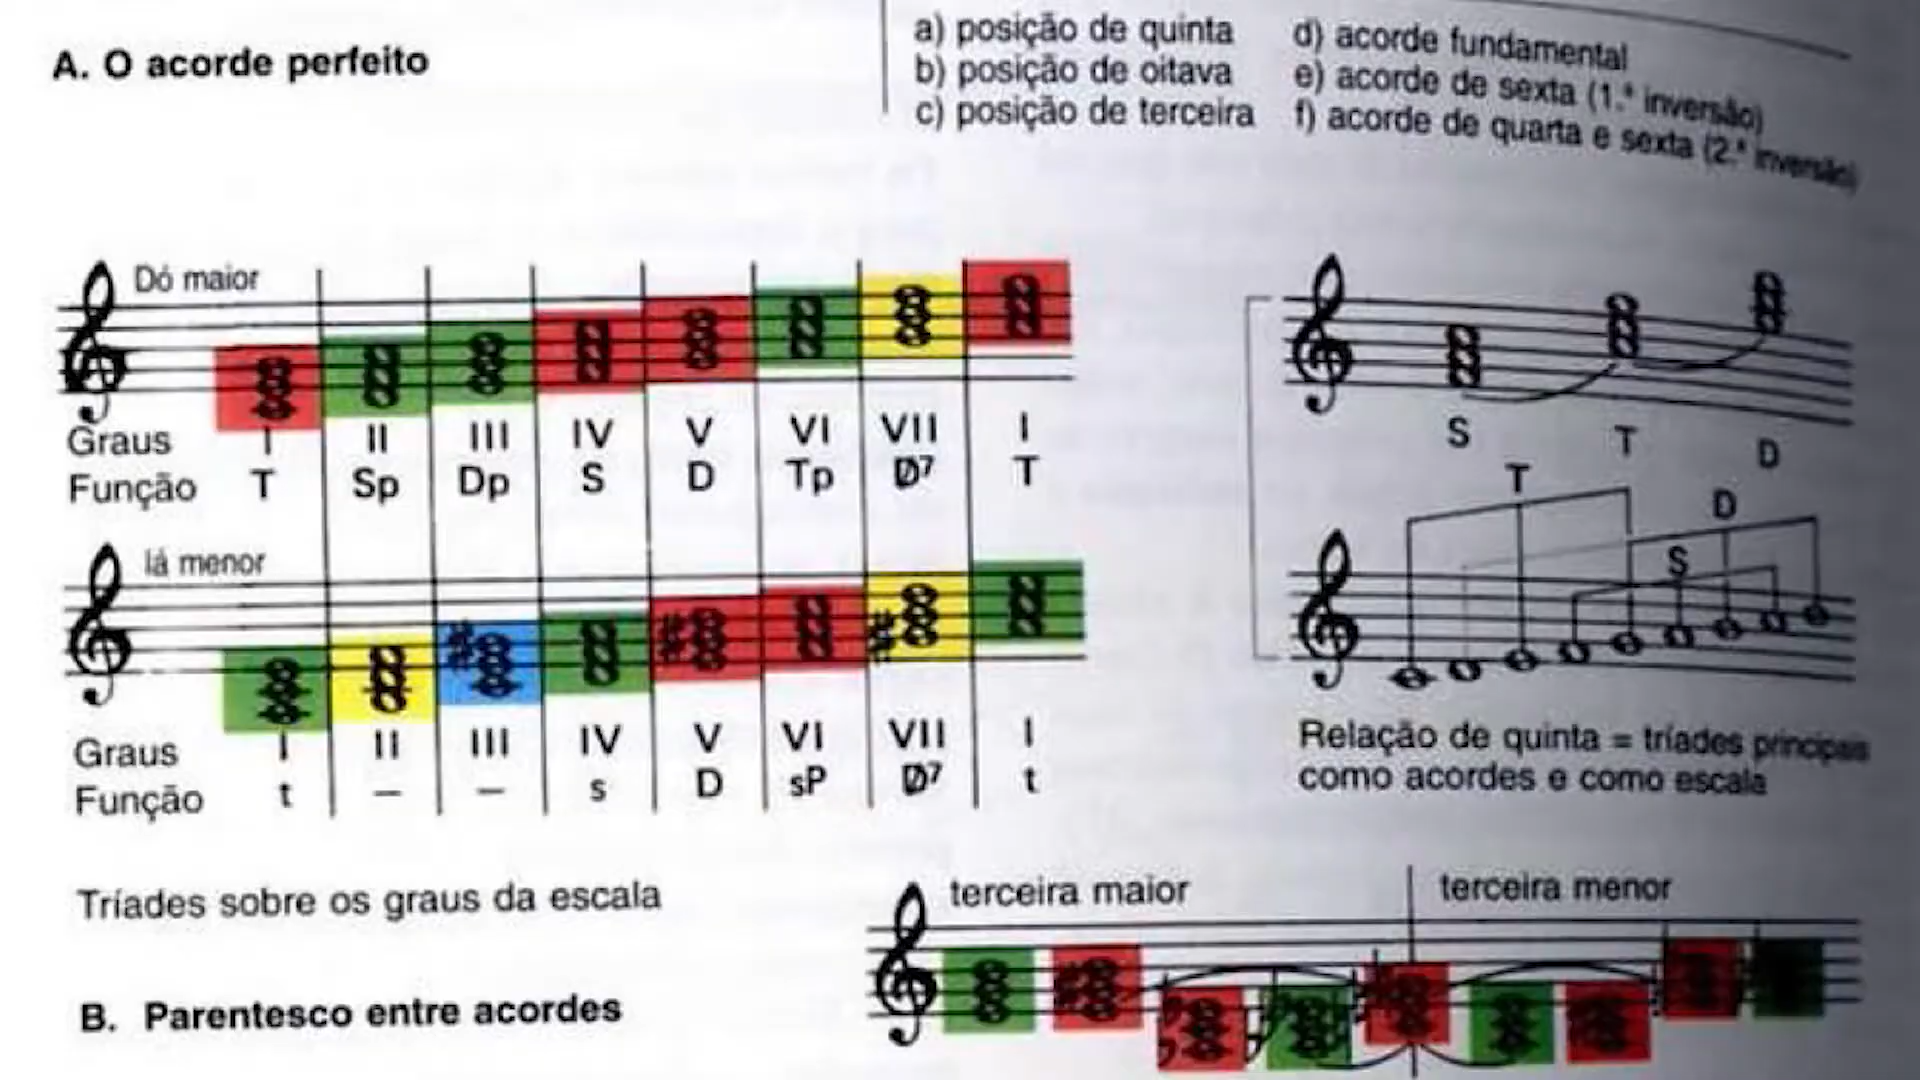 A. O acorde perfeito
a) posição de quinta
b) posição de oitava
c) posição de terceira
d) acorde fundamental
e) acorde de sexta (1.ª inversão)
f) acorde de quarta e sexta (2.ª inversão)
Dó maior
Graus I II III IV V VI VII I
Função T Sp Dp S D Tp D̸⁷ T
lá menor
Graus I II III IV V VI VII I
Função t – – s D sP D̸⁷ t
S T D
T
D
S
Relação de quinta = tríades principais
como acordes e como escala
Tríades sobre os graus da escala
B. Parentesco entre acordes
terceira maior
terceira menor